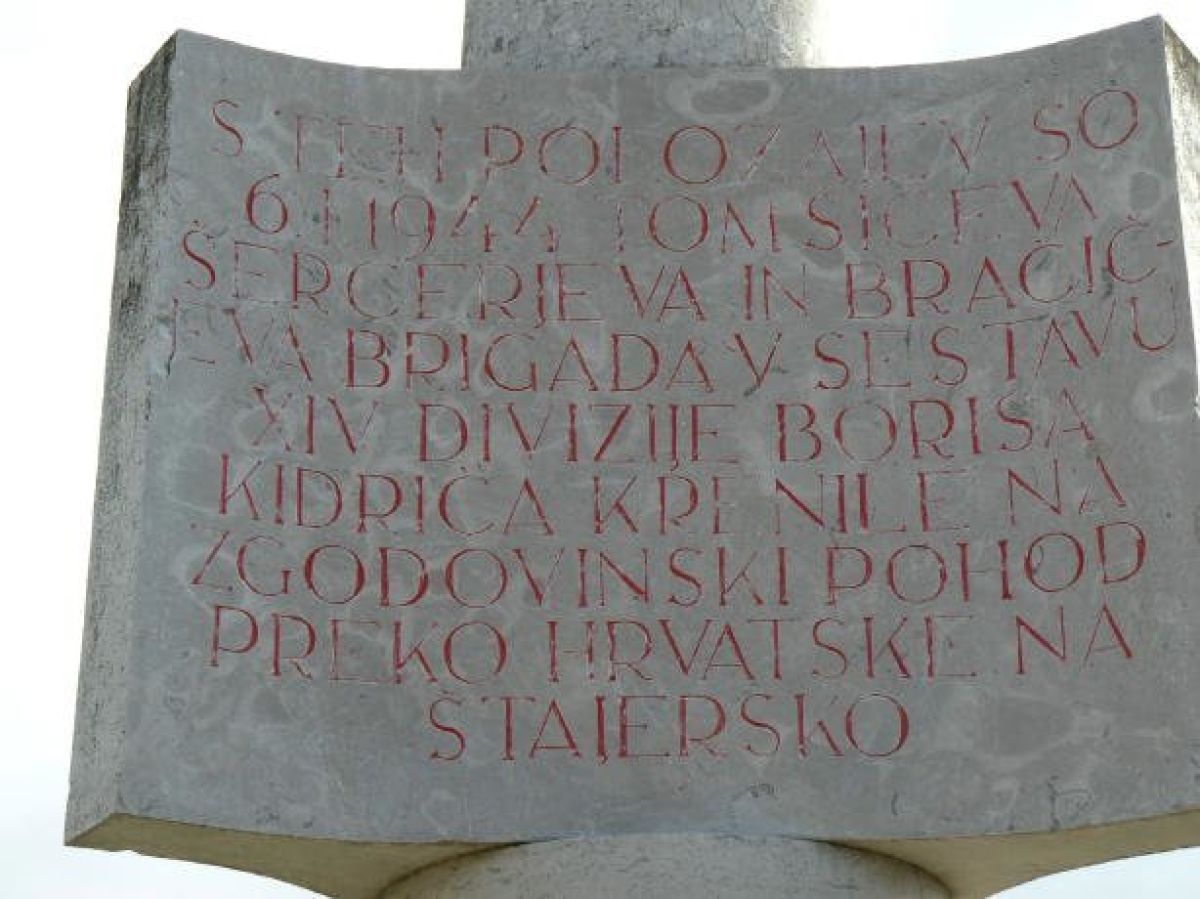 S TEH POLOŽAJEV SO
6.I 1944 TOMŠIČEVA
ŠERCERJEVA IN BRAČIČ-
EVA BRIGADA V SESTAVU
XIV DIVIZIJE BORISA
KIDRIČA KRENILE NA
ZGODOVINSKI POHOD
PREKO HRVATSKE NA
ŠTAJERSKO